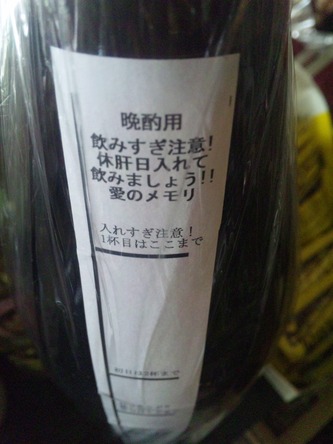 晩酌用
飲みすぎ注意!
休肝日入れて
飲みましょう!!
愛のメモリ
入れすぎ注意!
1杯目はここまで